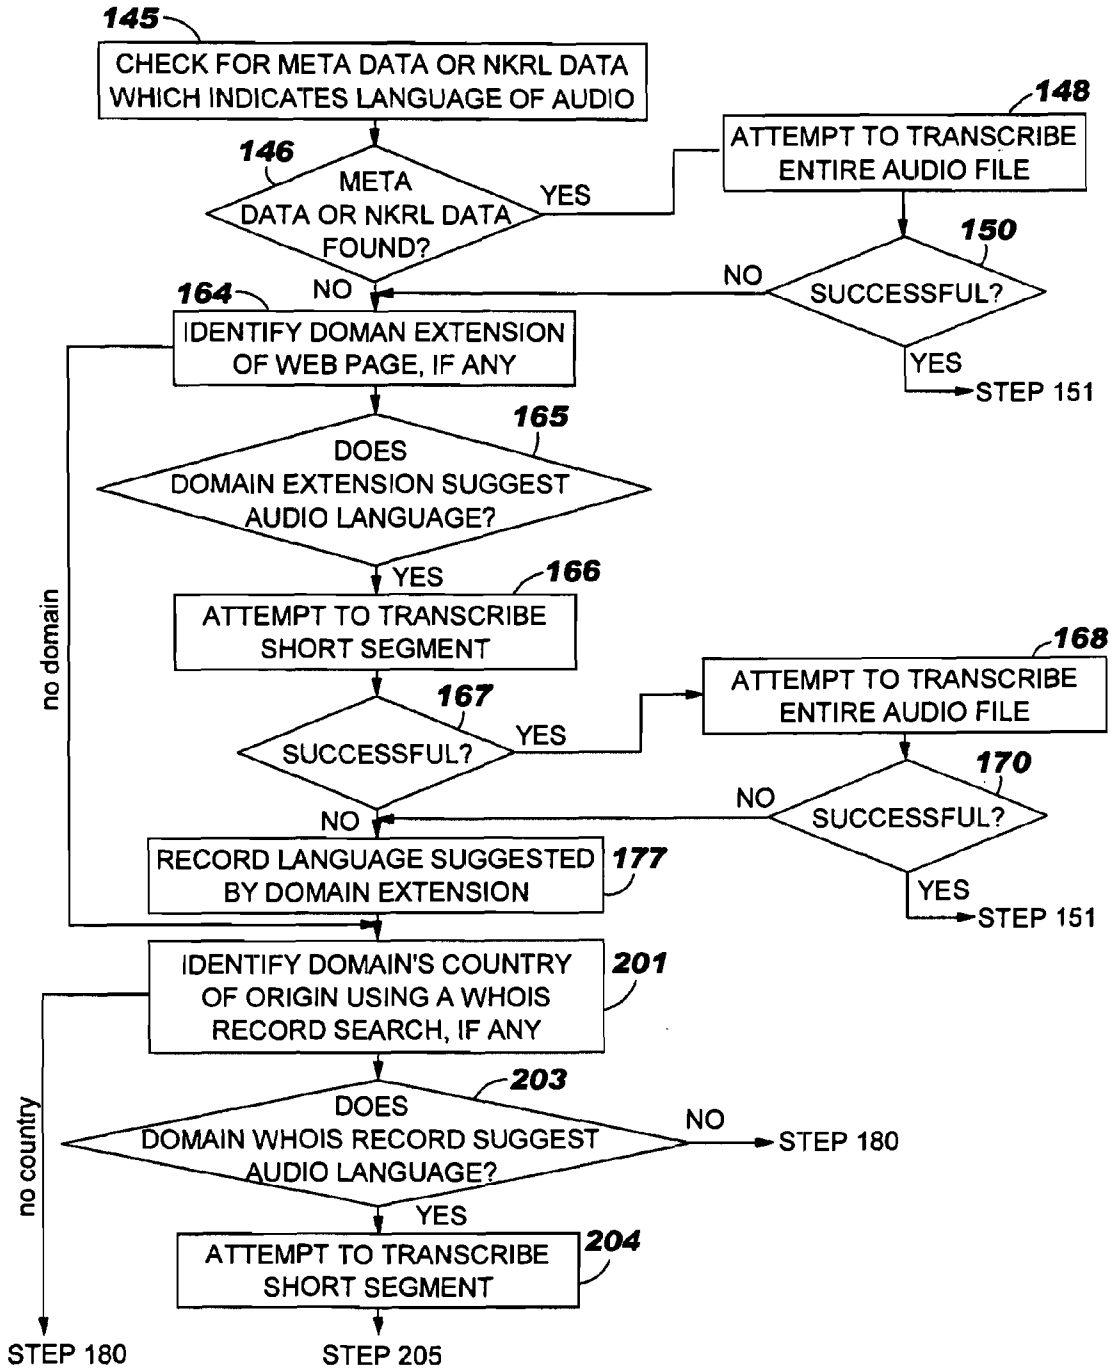 145
CHECK FOR META DATA OR NKRL DATA
WHICH INDICATES LANGUAGE OF AUDIO
146
META
DATA OR NKRL DATA
FOUND?
YES
NO
148
ATTEMPT TO TRANSCRIBE
ENTIRE AUDIO FILE
150
SUCCESSFUL?
NO
YES
STEP 151
164
IDENTIFY DOMAN EXTENSION
OF WEB PAGE, IF ANY
no domain
165
DOES
DOMAIN EXTENSION SUGGEST
AUDIO LANGUAGE?
YES
166
ATTEMPT TO TRANSCRIBE
SHORT SEGMENT
167
SUCCESSFUL?
YES
NO
168
ATTEMPT TO TRANSCRIBE
ENTIRE AUDIO FILE
170
SUCCESSFUL?
NO
YES
STEP 151
RECORD LANGUAGE SUGGESTED
BY DOMAIN EXTENSION
177
IDENTIFY DOMAIN'S COUNTRY
OF ORIGIN USING A WHOIS
RECORD SEARCH, IF ANY
201
no country
203
DOES
DOMAIN WHOIS RECORD SUGGEST
AUDIO LANGUAGE?
NO
STEP 180
YES
ATTEMPT TO TRANSCRIBE
SHORT SEGMENT
204
STEP 180
STEP 205